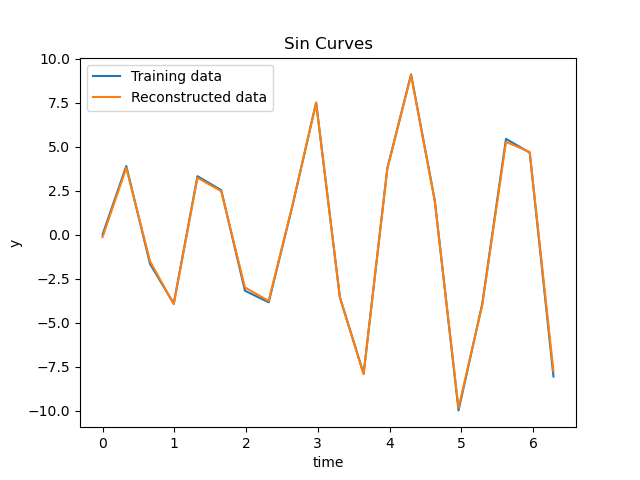 Sin Curves
Training data
Reconstructed data
10.0
7.5
5.0
2.5
0.0
−2.5
−5.0
−7.5
−10.0
y
0 1 2 3 4 5 6
time